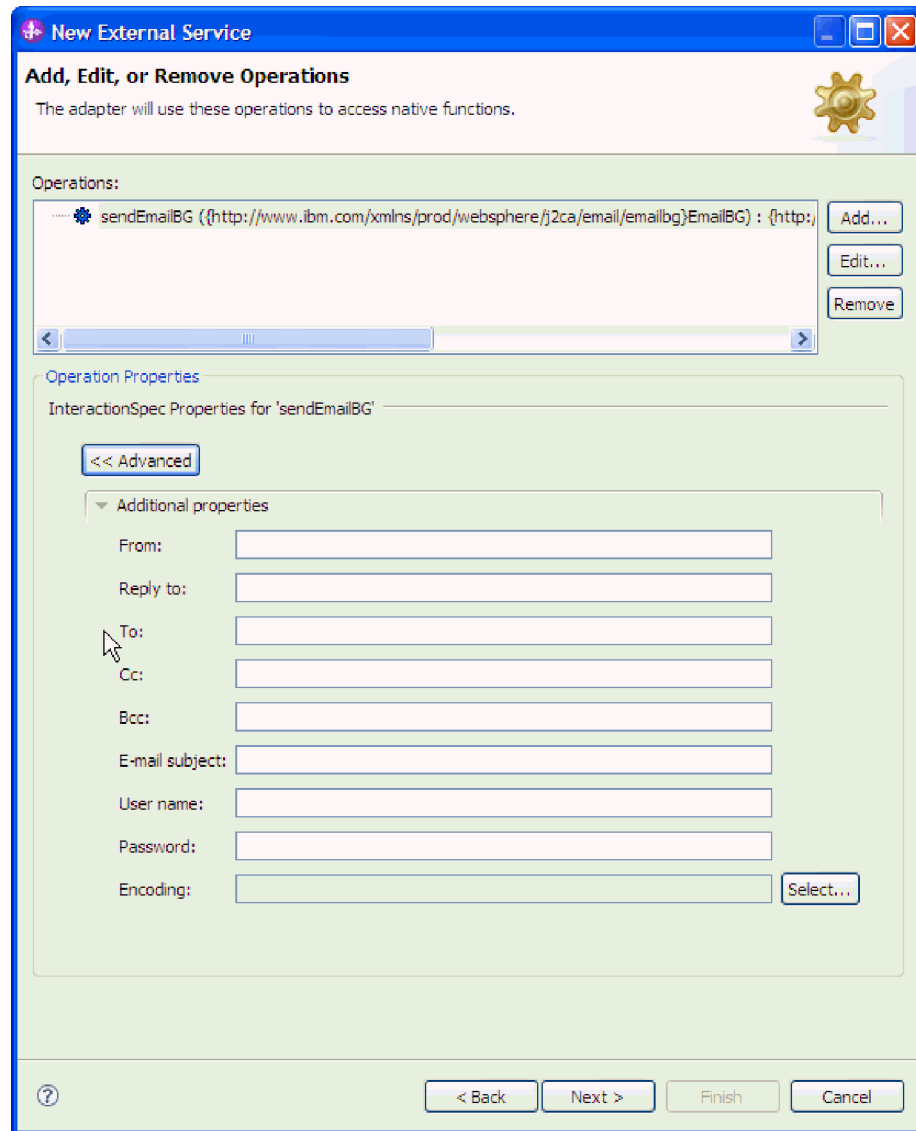 New External Service
Add, Edit, or Remove Operations
The adapter will use these operations to access native functions.
Operations:
sendEmailBG ({http://www.ibm.com/xmlns/prod/websphere/j2ca/email/emailbg}EmailBG) : {http:/
Add...
Edit...
Remove
Operation Properties
InteractionSpec Properties for 'sendEmailBG'
<< Advanced
Additional properties
From:
Reply to:
To:
Cc:
Bcc:
E-mail subject:
User name:
Password:
Encoding:
Select...
?
< Back
Next >
Finish
Cancel